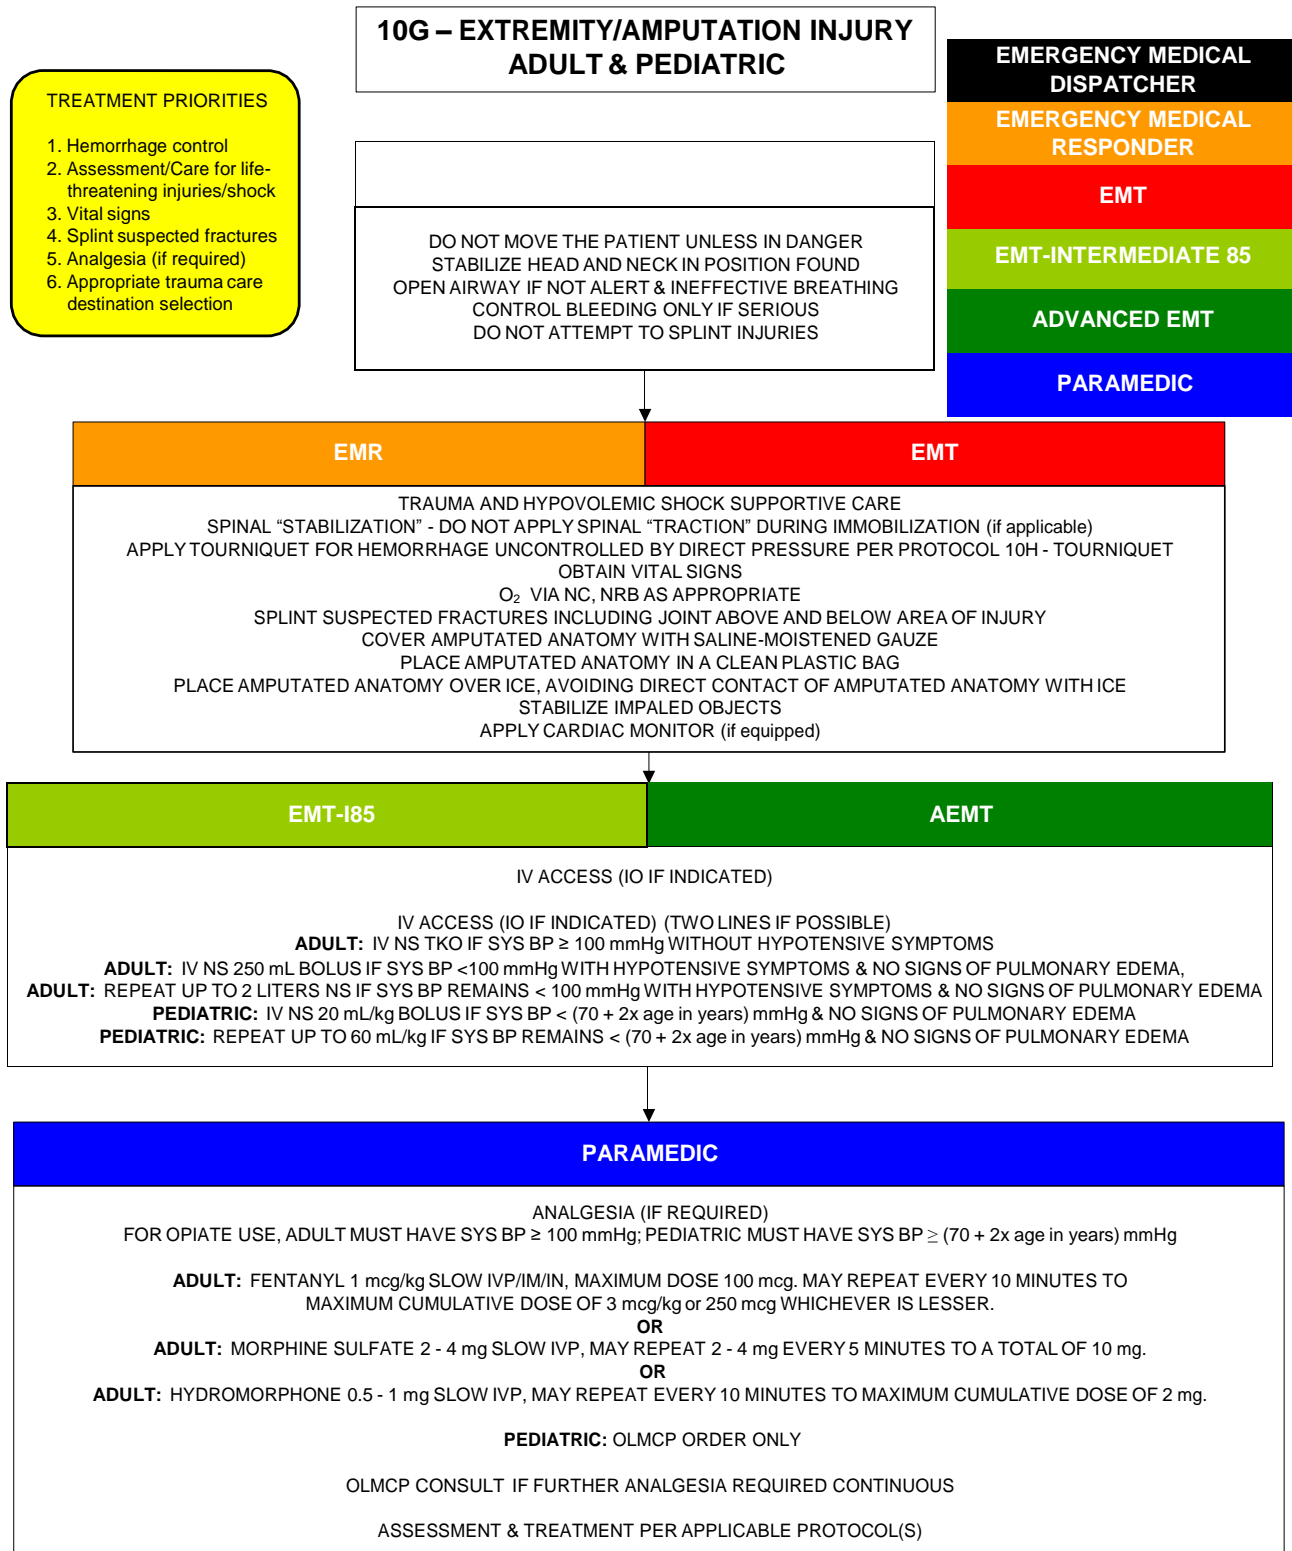 10G – EXTREMITY/AMPUTATION INJURY
ADULT & PEDIATRIC
TREATMENT PRIORITIES
1. Hemorrhage control
2. Assessment/Care for life-
threatening injuries/shock
3. Vital signs
4. Splint suspected fractures
5. Analgesia (if required)
6. Appropriate trauma care
destination selection
EMERGENCY MEDICAL
DISPATCHER
EMERGENCY MEDICAL
RESPONDER
EMT
EMT-INTERMEDIATE 85
ADVANCED EMT
PARAMEDIC
DO NOT MOVE THE PATIENT UNLESS IN DANGER
STABILIZE HEAD AND NECK IN POSITION FOUND
OPEN AIRWAY IF NOT ALERT & INEFFECTIVE BREATHING
CONTROL BLEEDING ONLY IF SERIOUS
DO NOT ATTEMPT TO SPLINT INJURIES
EMR
EMT
TRAUMA AND HYPOVOLEMIC SHOCK SUPPORTIVE CARE
SPINAL “STABILIZATION” - DO NOT APPLY SPINAL “TRACTION” DURING IMMOBILIZATION (if applicable)
APPLY TOURNIQUET FOR HEMORRHAGE UNCONTROLLED BY DIRECT PRESSURE PER PROTOCOL 10H - TOURNIQUET
OBTAIN VITAL SIGNS
O₂ VIA NC, NRB AS APPROPRIATE
SPLINT SUSPECTED FRACTURES INCLUDING JOINT ABOVE AND BELOW AREA OF INJURY
COVER AMPUTATED ANATOMY WITH SALINE-MOISTENED GAUZE
PLACE AMPUTATED ANATOMY IN A CLEAN PLASTIC BAG
PLACE AMPUTATED ANATOMY OVER ICE, AVOIDING DIRECT CONTACT OF AMPUTATED ANATOMY WITH ICE
STABILIZE IMPALED OBJECTS
APPLY CARDIAC MONITOR (if equipped)
EMT-I85
AEMT
IV ACCESS (IO IF INDICATED)
IV ACCESS (IO IF INDICATED) (TWO LINES IF POSSIBLE)
ADULT: IV NS TKO IF SYS BP ≥ 100 mmHg WITHOUT HYPOTENSIVE SYMPTOMS
ADULT: IV NS 250 mL BOLUS IF SYS BP <100 mmHg WITH HYPOTENSIVE SYMPTOMS & NO SIGNS OF PULMONARY EDEMA,
ADULT: REPEAT UP TO 2 LITERS NS IF SYS BP REMAINS < 100 mmHg WITH HYPOTENSIVE SYMPTOMS & NO SIGNS OF PULMONARY EDEMA
PEDIATRIC: IV NS 20 mL/kg BOLUS IF SYS BP < (70 + 2x age in years) mmHg & NO SIGNS OF PULMONARY EDEMA
PEDIATRIC: REPEAT UP TO 60 mL/kg IF SYS BP REMAINS < (70 + 2x age in years) mmHg & NO SIGNS OF PULMONARY EDEMA
PARAMEDIC
ANALGESIA (IF REQUIRED)
FOR OPIATE USE, ADULT MUST HAVE SYS BP ≥ 100 mmHg; PEDIATRIC MUST HAVE SYS BP ≥ (70 + 2x age in years) mmHg
ADULT: FENTANYL 1 mcg/kg SLOW IVP/IM/IN, MAXIMUM DOSE 100 mcg. MAY REPEAT EVERY 10 MINUTES TO
MAXIMUM CUMULATIVE DOSE OF 3 mcg/kg or 250 mcg WHICHEVER IS LESSER.
OR
ADULT: MORPHINE SULFATE 2 - 4 mg SLOW IVP, MAY REPEAT 2 - 4 mg EVERY 5 MINUTES TO A TOTAL OF 10 mg.
OR
ADULT: HYDROMORPHONE 0.5 - 1 mg SLOW IVP, MAY REPEAT EVERY 10 MINUTES TO MAXIMUM CUMULATIVE DOSE OF 2 mg.
PEDIATRIC: OLMCP ORDER ONLY
OLMCP CONSULT IF FURTHER ANALGESIA REQUIRED CONTINUOUS
ASSESSMENT & TREATMENT PER APPLICABLE PROTOCOL(S)